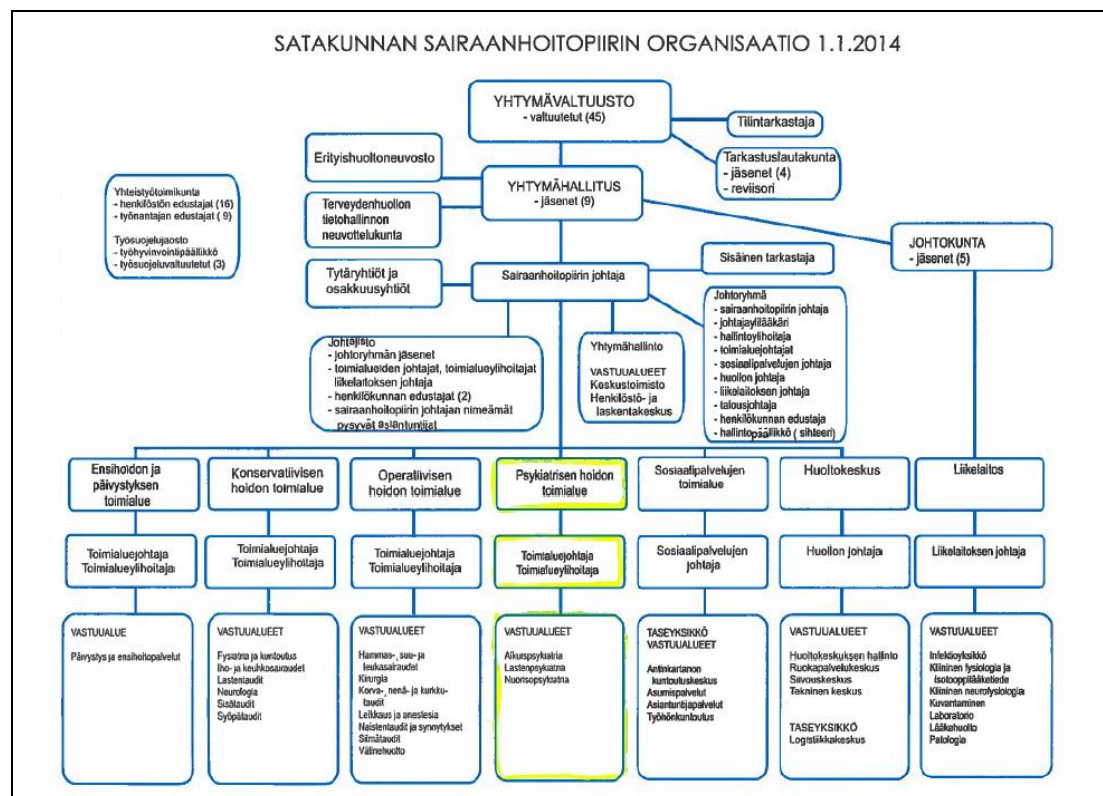 SATAKUNNAN SAIRAANHOITOPIIRIN ORGANISAATIO 1.1.2014
YHTYMÄVALTUUSTO
- valtuutetut (45)
Tilintarkastaja
Tarkastuslautakunta
- jäsenet (4)
- reviisori
Erityishuoltoneuvosto
YHTYMÄHALLITUS
- jäsenet (9)
Terveydenhuollon
tietohallinnon
neuvottelukunta
Yhteistyötoimikunta
- henkilöstön edustajat (16)
- työnantajan edustajat ( 9)
Työsuojelujaosto
- työhyvinvointipäällikkö
- työsuojeluvaltuutetut (3)
JOHTOKUNTA
- jäsenet (5)
Tytäryhtiöt ja
osakkuusyhtiöt
Sairaanhoitopiirin johtaja
Sisäinen tarkastaja
Johtajisto
- johtoryhmän jäsenet
- toimialueiden johtajat, toimialueylihoitajat
liikelaitoksen johtaja
- henkilökunnan edustajat (2)
- sairaanhoitopiirin johtajan nimeämät
pysyvät asiantuntijat
Yhtymähallinto
VASTUUALUEET
Keskustoimisto
Henkilöstö- ja
laskentakeskus
Johtoryhmä
- sairaanhoitopiirin johtaja
- johtajaylilääkäri
- hallintoylihoitaja
- toimialuejohtajat
- sosiaalipalvelujen johtaja
- huollon johtaja
- liikelaitoksen johtaja
- talousjohtaja
- henkilökunnan edustaja
- hallintopäällikkö ( sihteeri)
Ensihoidon ja
päivystyksen
toimialue
Toimialuejohtaja
Toimialueylihoitaja
VASTUUALUE
Päivystys ja ensihoitopalvelut
Konservatiivisen
hoidon toimialue
Toimialuejohtaja
Toimialueylihoitaja
VASTUUALUEET
Fysiatria ja kuntoutus
Iho- ja keuhkosairaudet
Lastentaudit
Neurologia
Sisätaudit
Syöpätaudit
Operatiivisen
hoidon toimialue
Toimialuejohtaja
Toimialueylihoitaja
VASTUUALUEET
Hammas-, suu- ja
leukasairaudet
Kirurgia
Korva-, nenä- ja kurkku-
taudit
Leikkaus ja anestesia
Naistentaudit ja synnytykset
Silmätaudit
Välinehuolto
Psykiatrisen hoidon
toimialue
Toimialuejohtaja
Toimialueylihoitaja
VASTUUALUEET
Aikuispsykiatria
Lastenpsykiatria
Nuorisopsykiatria
Sosiaalipalvelujen
toimialue
Sosiaalipalvelujen
johtaja
TASEYKSIKKÖ
VASTUUALUEET
Antinkartanon
kuntoutuskeskus
Asumispalvelut
Asiantuntijapalvelut
Työhönkuntoutus
Huoltokeskus
Huollon johtaja
VASTUUALUEET
Huoltokeskuksen hallinto
Ruokapalvelukeskus
Siivouskeskus
Tekninen keskus
TASEYKSIKKÖ
Logistiikkakeskus
Liikelaitos
Liikelaitoksen johtaja
VASTUUALUEET
Infektioyksikkö
Kliininen fysiologia ja
isotooppilääketiede
Kliininen neurofysiologia
Kuvantaminen
Laboratorio
Lääkehuolto
Patologia